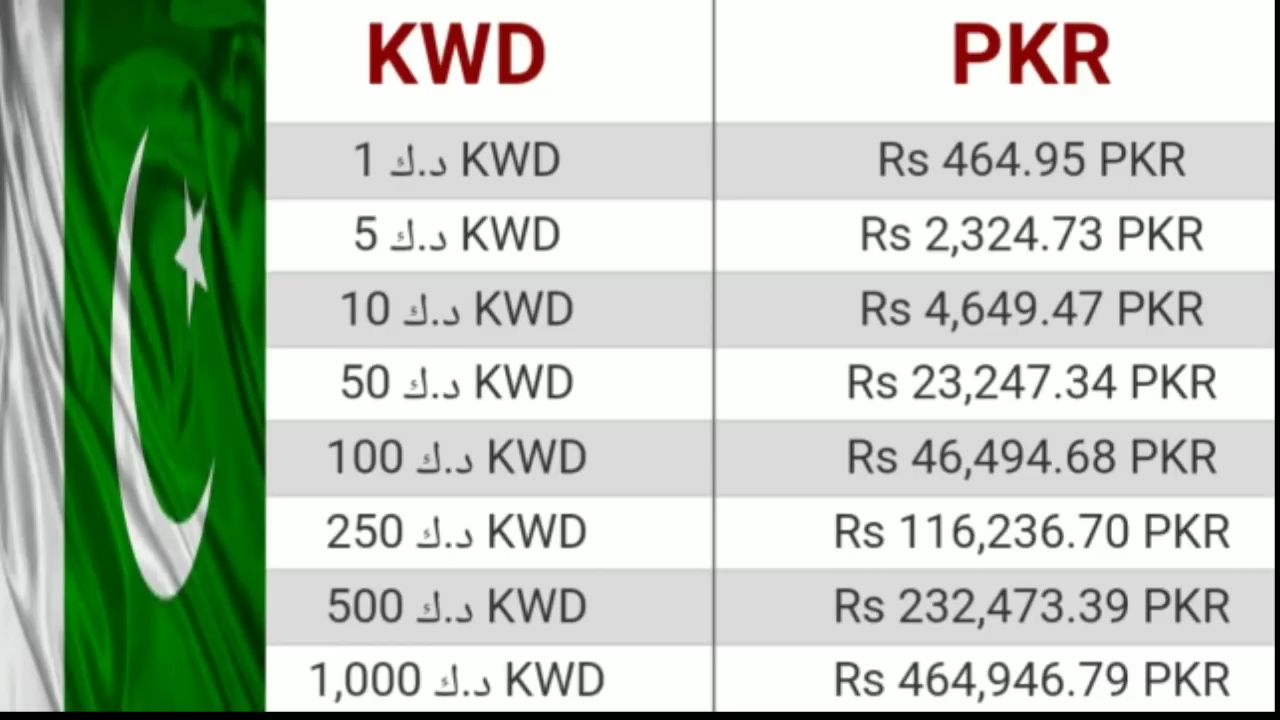 KWD PKR
1 د.ك KWD Rs 464.95 PKR
5 د.ك KWD Rs 2,324.73 PKR
10 د.ك KWD Rs 4,649.47 PKR
50 د.ك KWD Rs 23,247.34 PKR
100 د.ك KWD Rs 46,494.68 PKR
250 د.ك KWD Rs 116,236.70 PKR
500 د.ك KWD Rs 232,473.39 PKR
1,000 د.ك KWD Rs 464,946.79 PKR